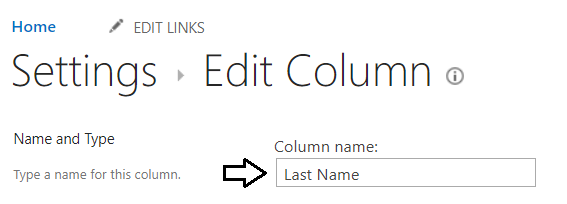 Home EDIT LINKS
Settings Edit Column
Name and Type
Column name:
Type a name for this column.
Last Name